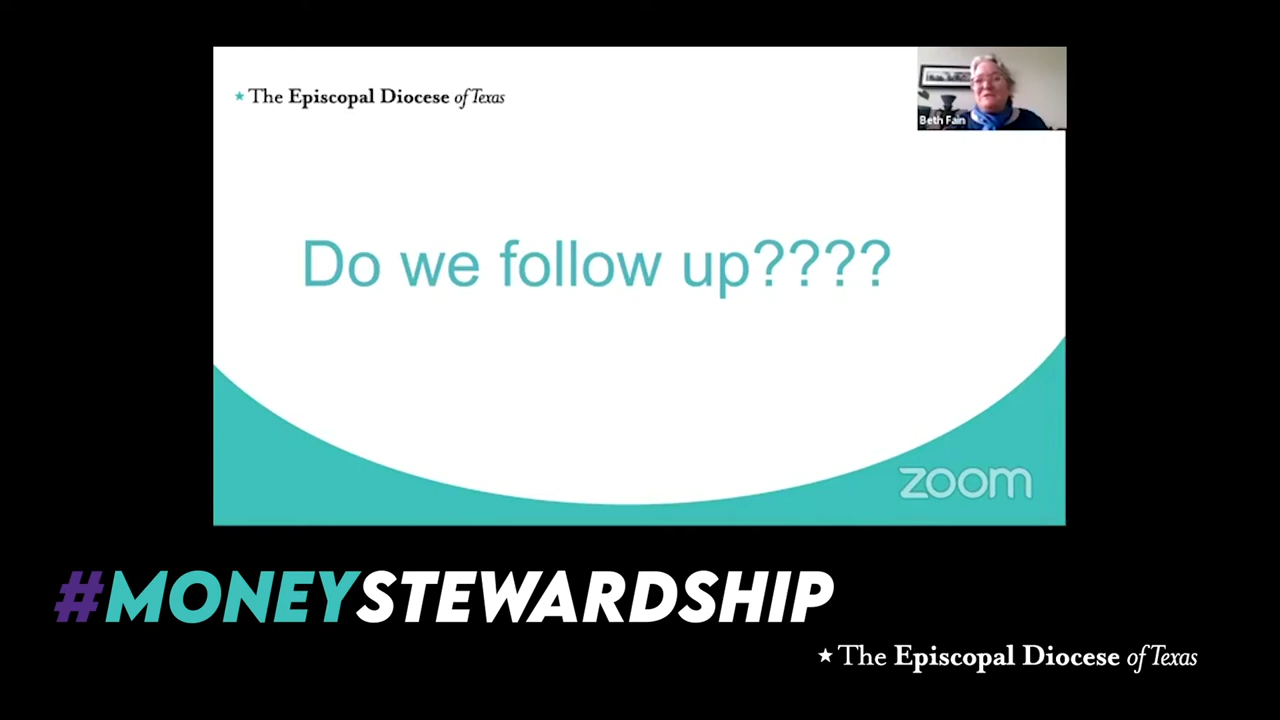 ★The Episcopal Diocese of Texas
Beth Fain
Do we follow up????
zoom
#MONEYSTEWARDSHIP
★The Episcopal Diocese of Texas